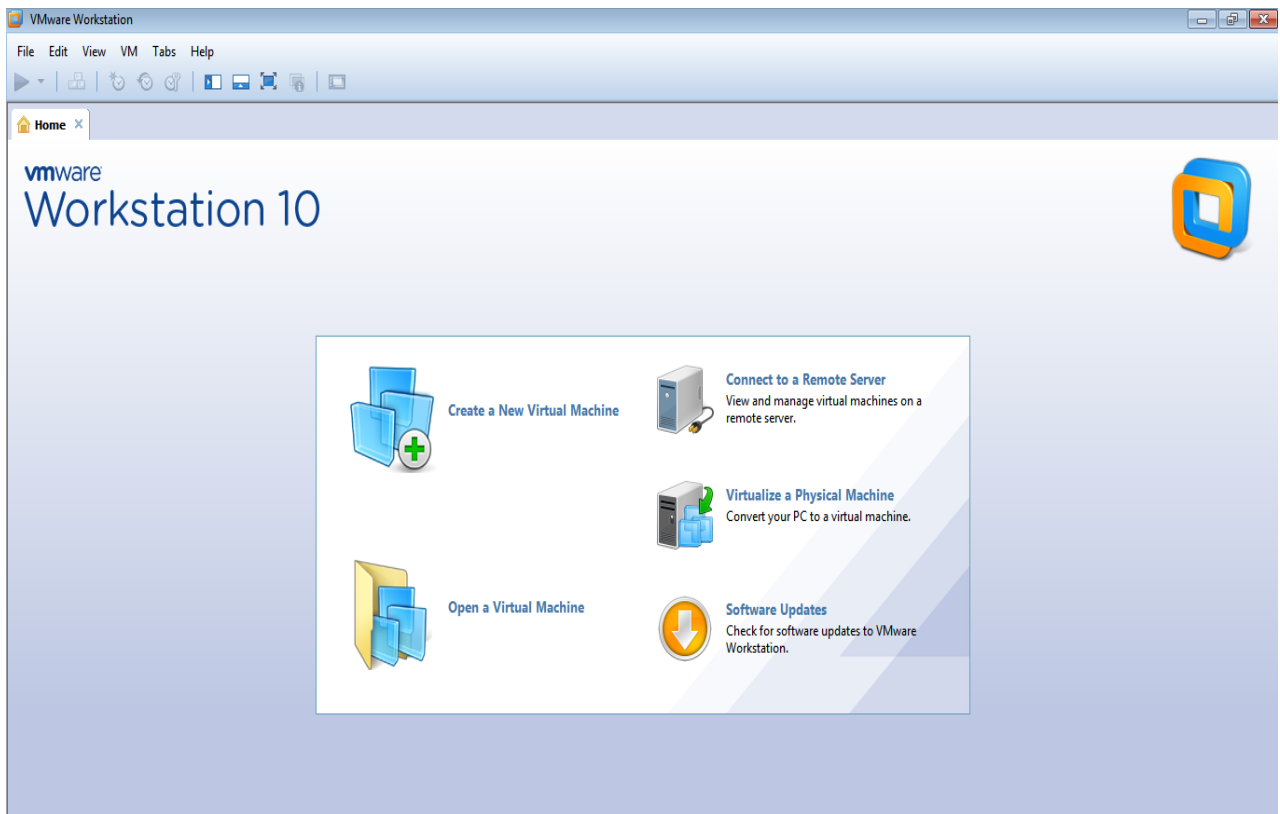 VMware Workstation
File Edit View VM Tabs Help
Home
vmware
Workstation 10
Create a New Virtual Machine
Open a Virtual Machine
Connect to a Remote Server
View and manage virtual machines on a
remote server.
Virtualize a Physical Machine
Convert your PC to a virtual machine.
Software Updates
Check for software updates to VMware
Workstation.